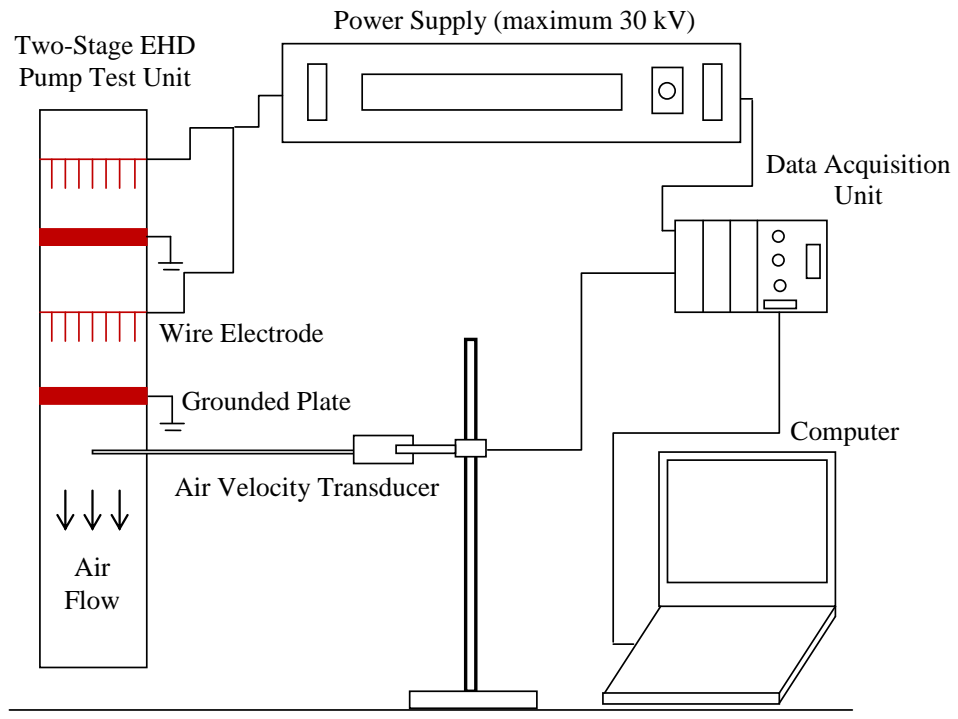 Power Supply (maximum 30 kV)
Two-Stage EHD
Pump Test Unit
Data Acquisition
Unit
Wire Electrode
Grounded Plate
Computer
Air Velocity Transducer
Air
Flow